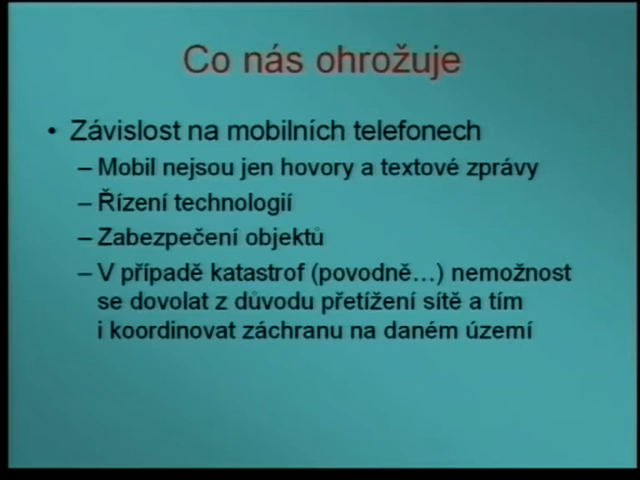 Co nás ohrožuje
• Závislost na mobilních telefonech
– Mobil nejsou jen hovory a textové zprávy
– Řízení technologií
– Zabezpečení objektů
– V případě katastrof (povodně…) nemožnost
se dovolat z důvodu přetížení sítě a tím
i koordinovat záchranu na daném území